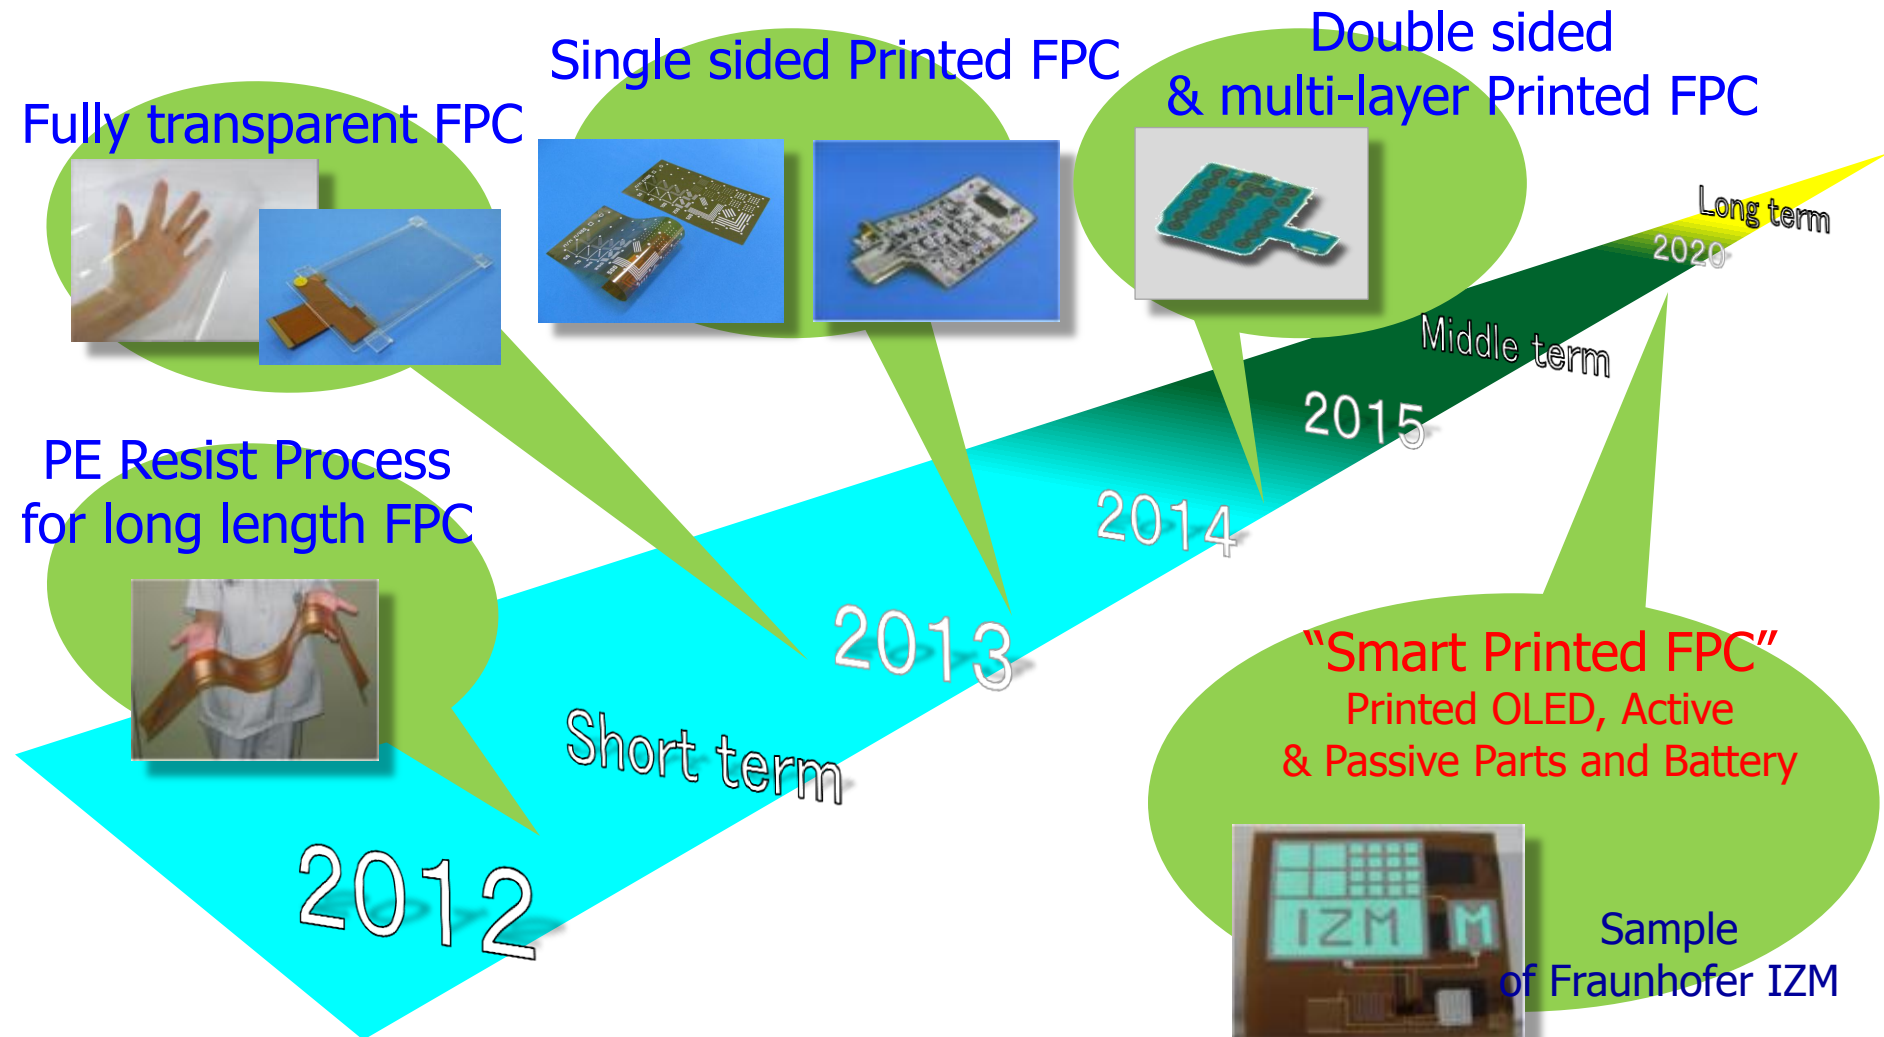 Single sided Printed FPC
Double sided
& multi-layer Printed FPC
Fully transparent FPC
PE Resist Process
for long length FPC
Long term
2020
Middle term
2015
2014
2013
Short term
2012
“Smart Printed FPC”
Printed OLED, Active
& Passive Parts and Battery
IZM
M
Sample
of Fraunhofer IZM